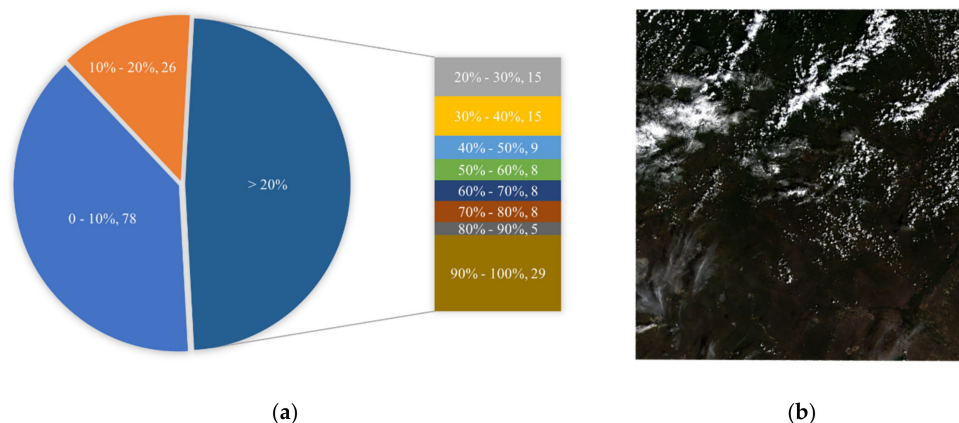 10% - 20%, 26
0 - 10%, 78
> 20%
20% - 30%, 15
30% - 40%, 15
40% - 50%, 9
50% - 60%, 8
60% - 70%, 8
70% - 80%, 8
80% - 90%, 5
90% - 100%, 29
(a)
(b)